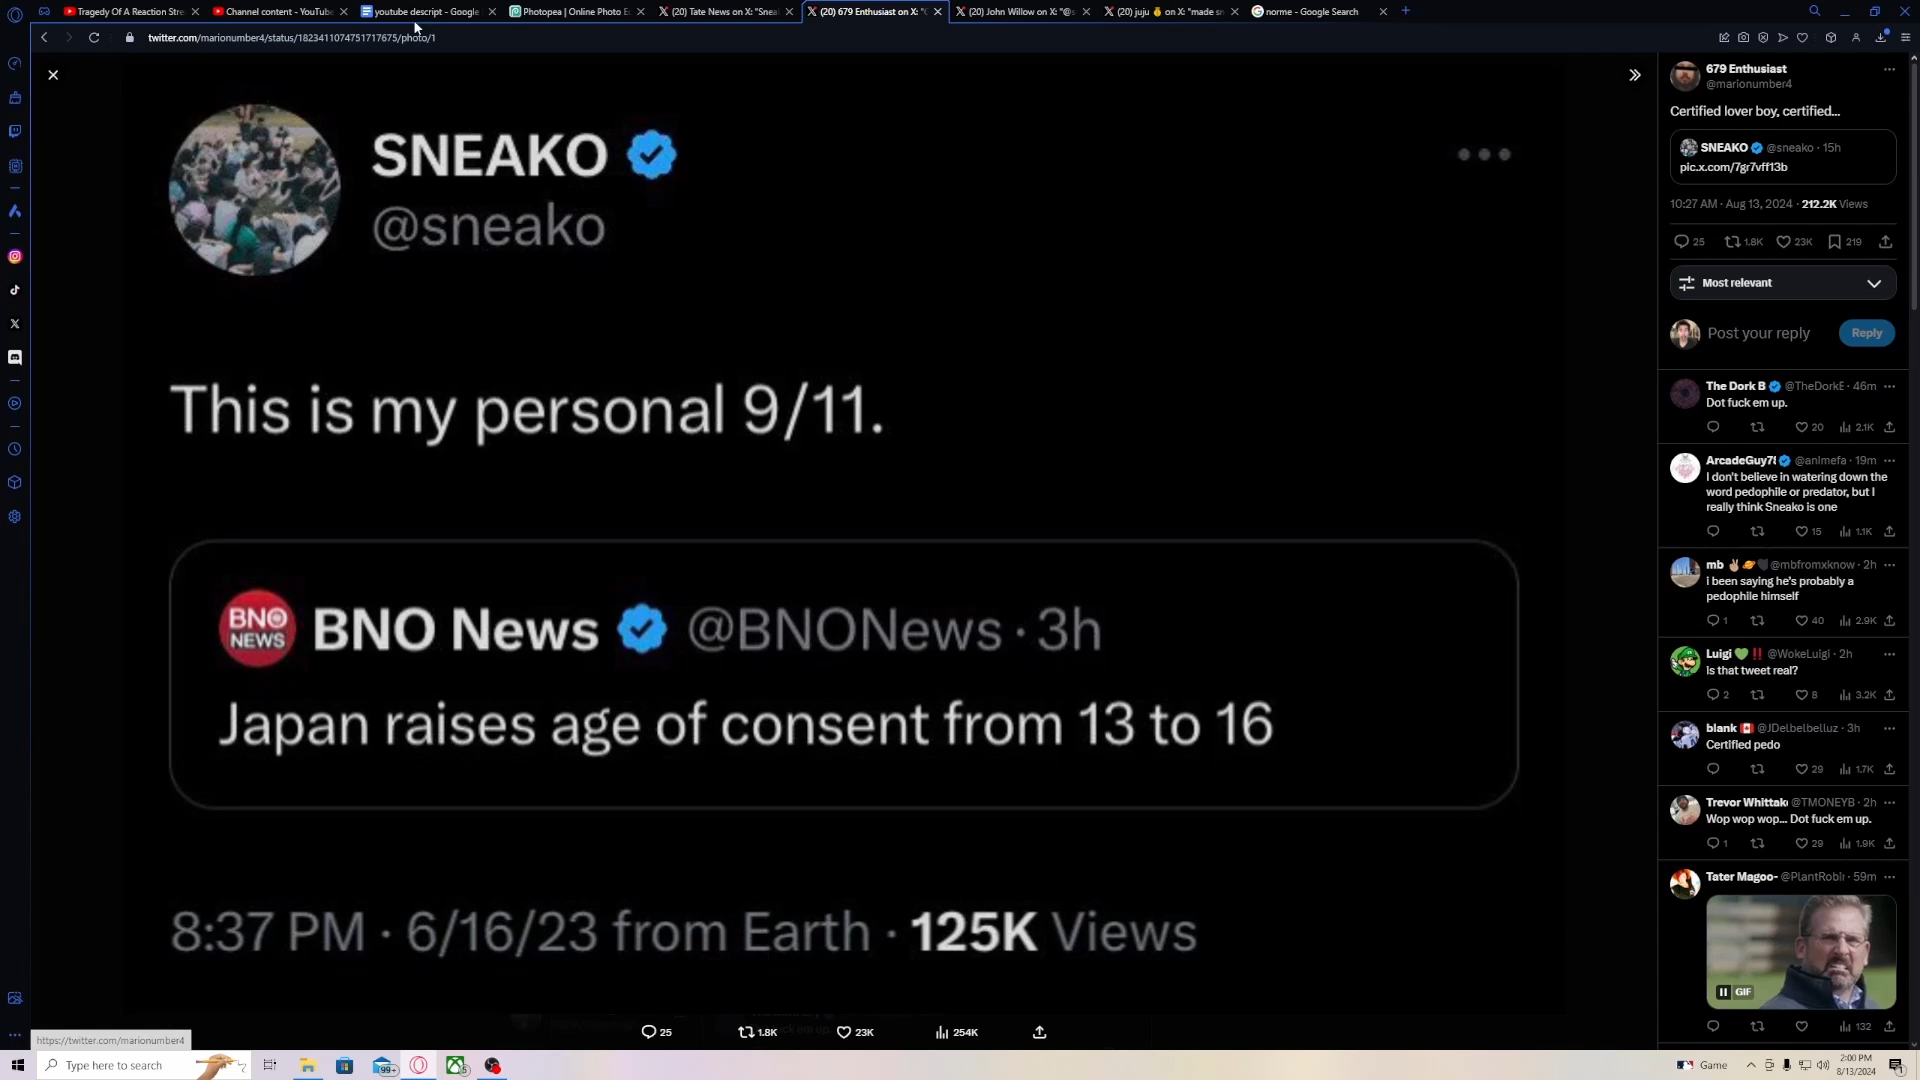 Tragedy Of A Reaction Stre
Channel content - YouTube
youtube descript - Google
Photopea | Online Photo E
(20) Tate News on X: "Snea
(20) 679 Enthusiast on X: "C
(20) John Willow on X: "@s
(20) juju on X: "made sn
norme - Google Search
twitter.com/marionumber4/status/1823411074751717675/photo/1
SNEAKO
@sneako
This is my personal 9/11.
BNO NEWS
BNO News @BNONews · 3h
Japan raises age of consent from 13 to 16
8:37 PM · 6/16/23 from Earth · 125K Views
25 1.8K 23K 254K
https://twitter.com/marionumber4
679 Enthusiast
@marionumber4
Certified lover boy, certified...
SNEAKO @sneako · 15h
pic.x.com/7gr7vff13b
10:27 AM · Aug 13, 2024 · 212.2K Views
25 1.8K 23K 219
Most relevant
Post your reply Reply
The Dork B @TheDorkE · 46m
Dot fuck em up.
20 2.1K
ArcadeGuy78 @animefa · 19m
I don't believe in watering down the
word pedophile or predator, but I
really think Sneako is one
15 1.1K
mb @mbfromxknow · 2h
i been saying he's probably a
pedophile himself
1 40 2.9K
Luigi @WokeLuigi · 2h
is that tweet real?
2 8 3.2K
blank @JDelbelbelluz · 3h
Certified pedo
29 1.7K
Trevor Whittake @TMONEYB · 2h
Wop wop wop... Dot fuck em up.
1 29 1.9K
Tater Magoo- @PlantRobir · 59m
GIF
132
Type here to search
99+
5
Game
2:00 PM
8/13/2024
1